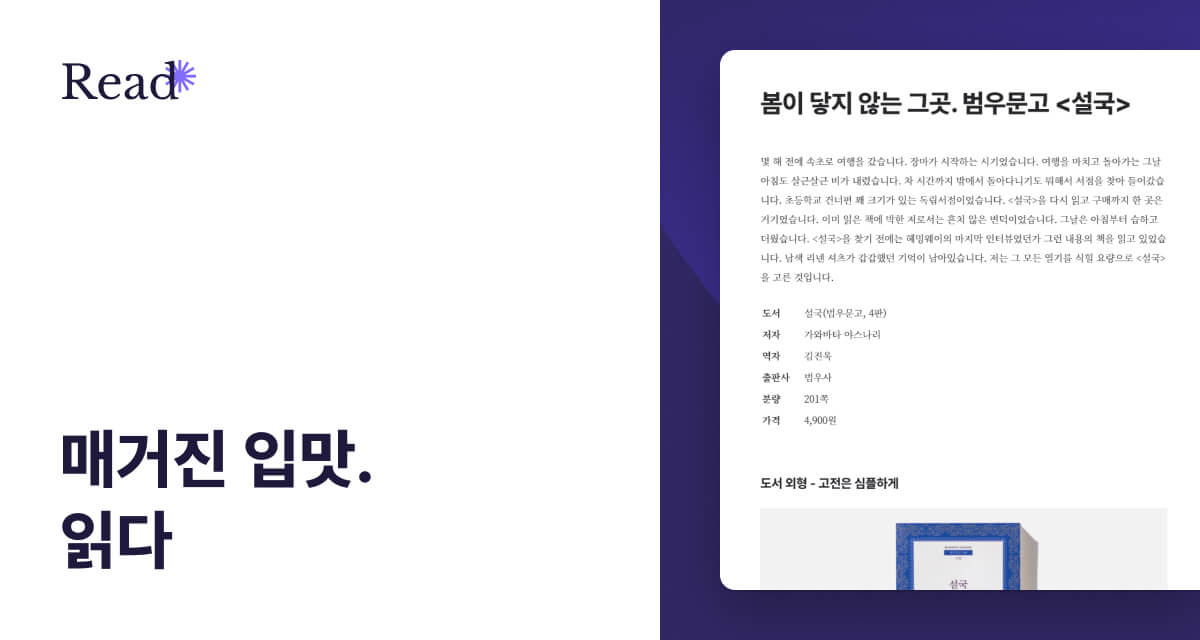 Read
매거진 입맛.
읽다
봄이 닿지 않는 그곳. 범우문고 <설국>
몇 해 전에 속초로 여행을 갔습니다. 장마가 시작하는 시기였습니다. 여행을 마치고 돌아가는 그날
아침도 살근살근 비가 내렸습니다. 차 시간까지 밖에서 돌아다니기도 뭐해서 서점을 찾아 들어갔습
니다. 초등학교 건너편 꽤 크기가 있는 독립서점이었습니다. <설국>을 다시 읽고 구매까지 한 곳은
거기였습니다. 이미 읽은 책에 박한 저로서는 흔치 않은 변덕이었습니다. 그날은 아침부터 습하고
더웠습니다. <설국>을 찾기 전에는 헤밍웨이의 마지막 인터뷰였던가 그런 내용의 책을 읽고 있었습
니다. 남색 리넨 셔츠가 갑갑했던 기억이 남아있습니다. 저는 그 모든 열기를 식힐 요량으로 <설국>
을 고른 것입니다.
도서 설국(범우문고, 4판)
저자 가와바타 야스나리
역자 김진욱
출판사 범우사
분량 201쪽
가격 4,900원
도서 외형 - 고전은 심플하게
설국